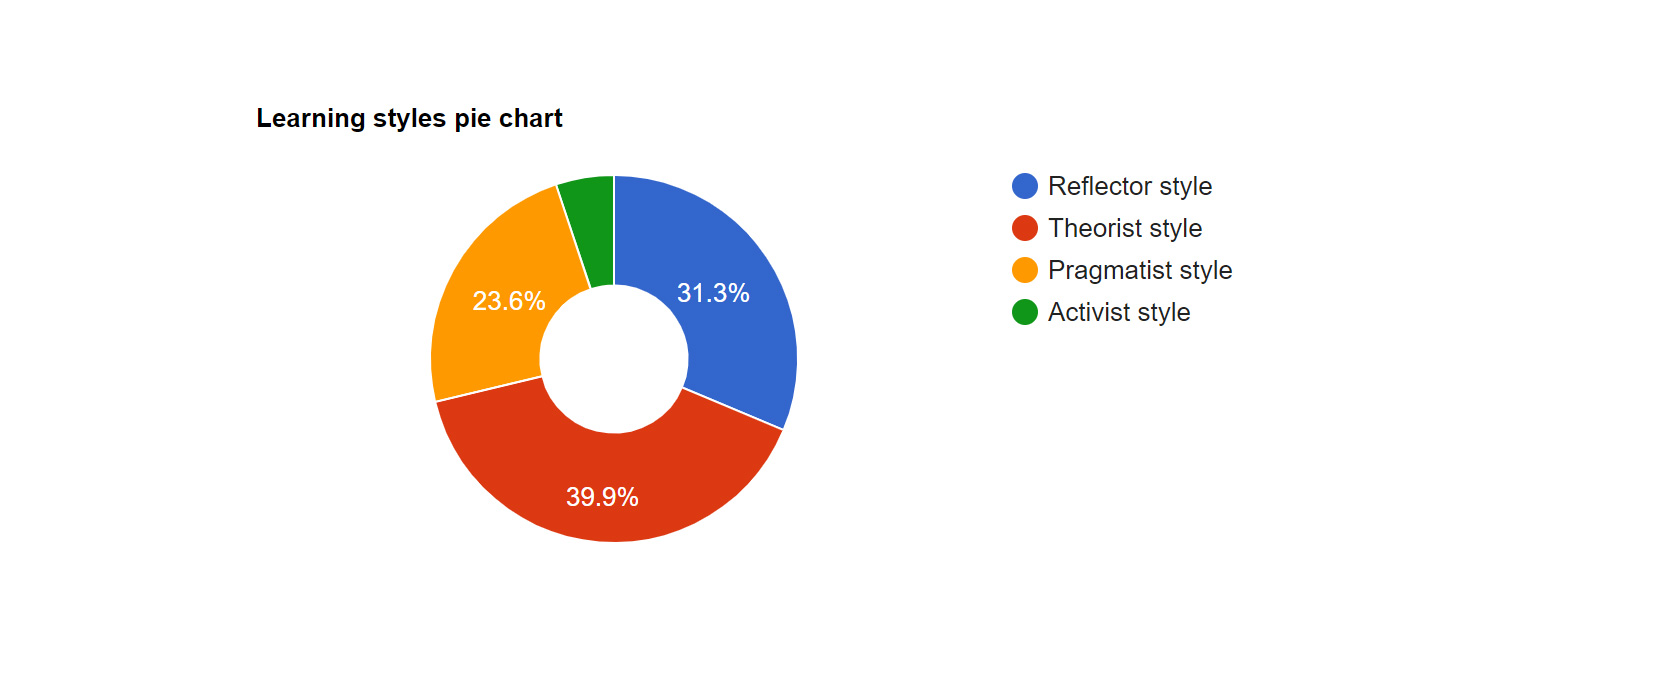 Learning styles pie chart
31.3%
23.6%
39.9%
Reflector style
Theorist style
Pragmatist style
Activist style